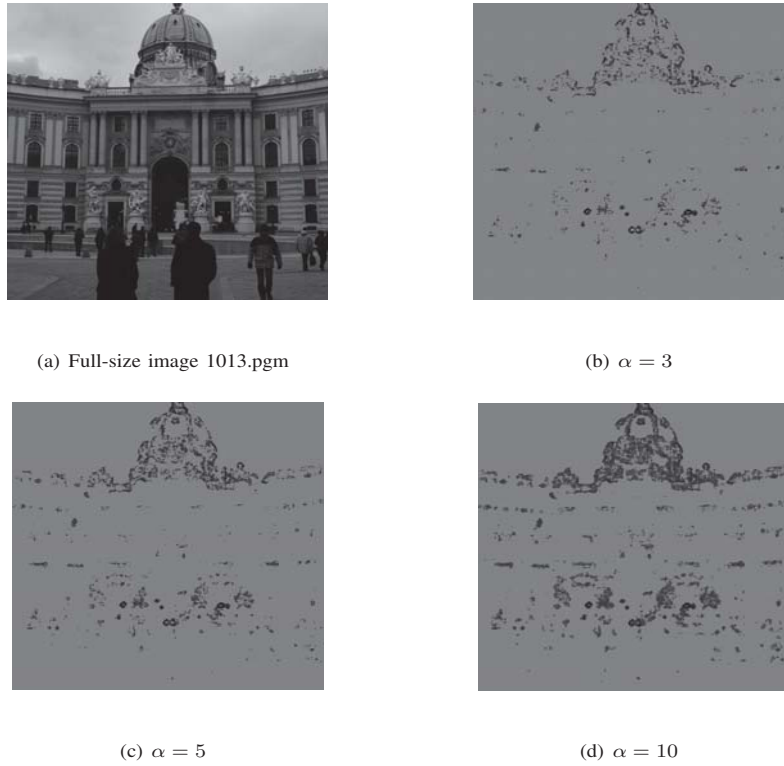 (a) Full-size image 1013.pgm
(b) α = 3
(c) α = 5
(d) α = 10